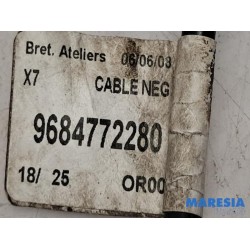 Bret. Ateliers 06/06/08
X7 CABLE NEG
9684772280
18/ 25 OR00
MARESIA